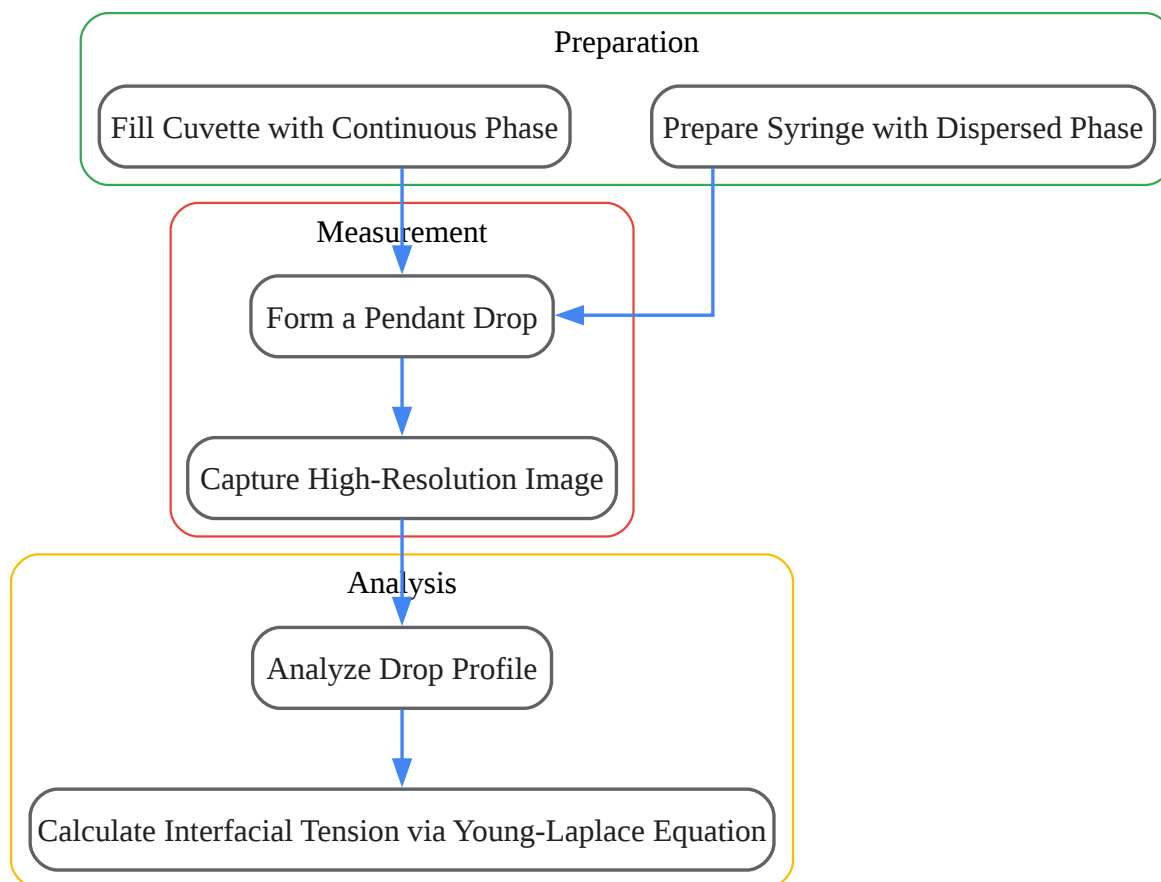 Preparation
Fill Cuvette with Continuous Phase
Prepare Syringe with Dispersed Phase
Measurement
Form a Pendant Drop
Capture High-Resolution Image
Analysis
Analyze Drop Profile
Calculate Interfacial Tension via Young-Laplace Equation